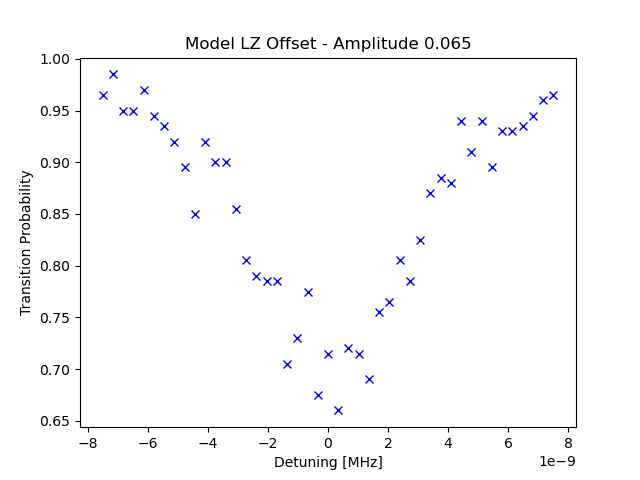 Model LZ Offset - Amplitude 0.065
1.00
0.95
0.90
0.85
0.80
0.75
0.70
0.65
Transition Probability
−8 −6 −4 −2 0 2 4 6 8
Detuning [MHz]
1e−9